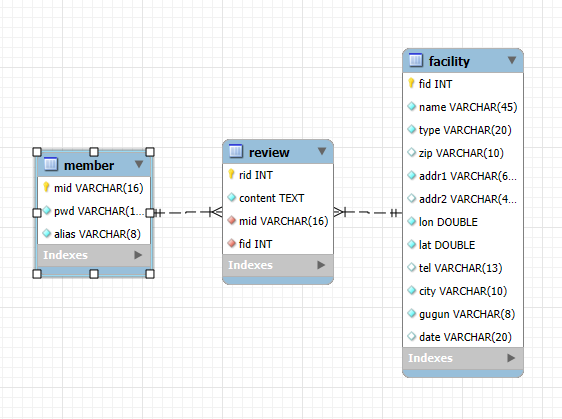 member
mid VARCHAR(16)
pwd VARCHAR(1...
alias VARCHAR(8)
Indexes
review
rid INT
content TEXT
mid VARCHAR(16)
fid INT
Indexes
facility
fid INT
name VARCHAR(45)
type VARCHAR(20)
zip VARCHAR(10)
addr1 VARCHAR(6...
addr2 VARCHAR(4...
lon DOUBLE
lat DOUBLE
tel VARCHAR(13)
city VARCHAR(10)
gugun VARCHAR(8)
date VARCHAR(20)
Indexes